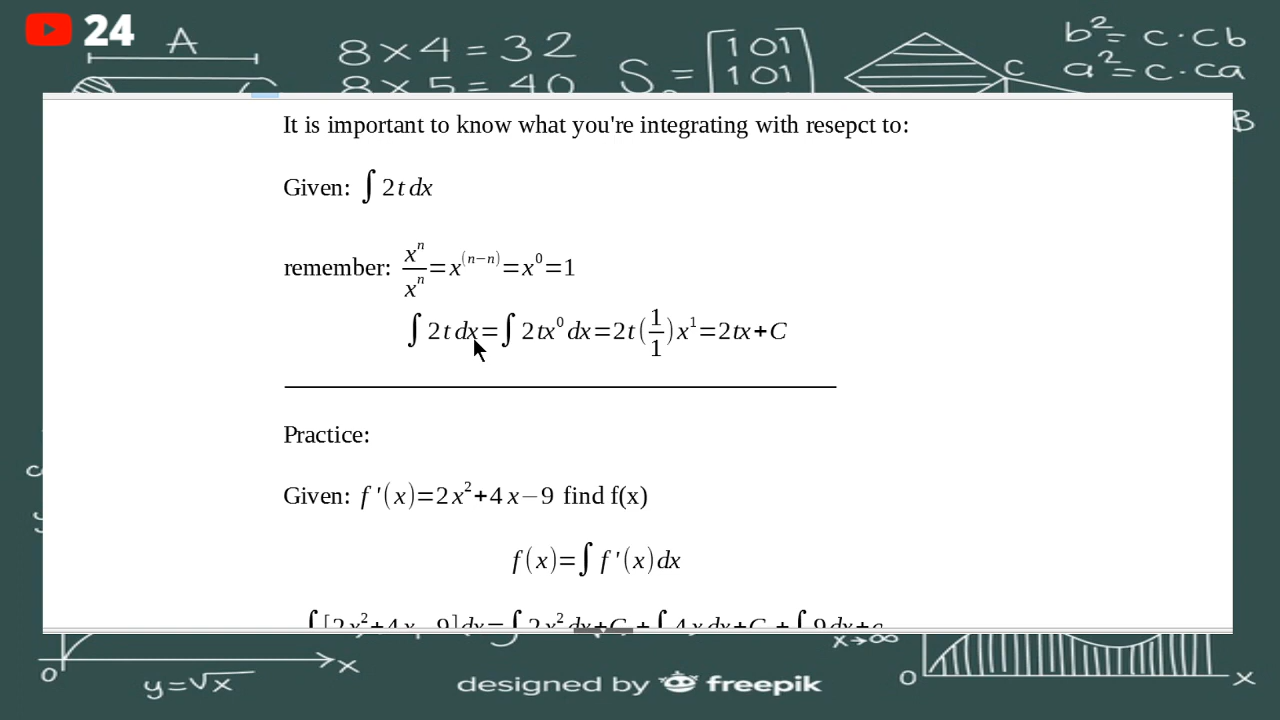 24
A
8 x 4 = 32
8 x 5 = 40
S = [101
101]
C
b² = c · cb
a² = c · ca
B
It is important to know what you're integrating with resepct to:
Given: ∫ 2t dx
remember: xⁿ/xⁿ = x^(n−n) = x⁰ = 1
∫ 2t dx = ∫ 2tx⁰ dx = 2t(1/1)x¹ = 2tx + C
Practice:
Given: f '(x) = 2x² + 4x − 9 find f(x)
f(x) = ∫ f '(x) dx
0
x
y = √x
designed by freepik
x→∞
0
x